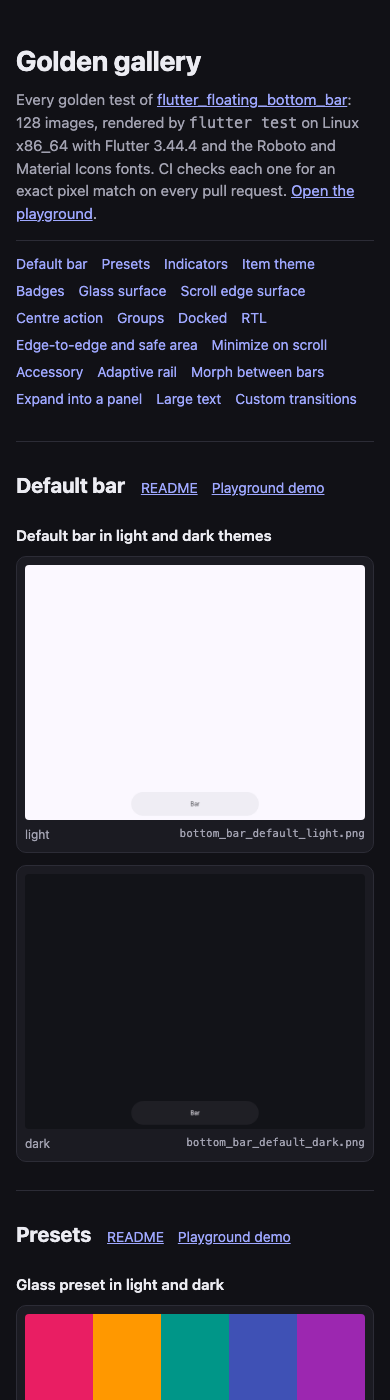 Golden gallery
Every golden test of flutter_floating_bottom_bar:
128 images, rendered by flutter test on Linux
x86_64 with Flutter 3.44.4 and the Roboto and
Material Icons fonts. CI checks each one for an
exact pixel match on every pull request. Open the
playground.
Default bar Presets Indicators Item theme
Badges Glass surface Scroll edge surface
Centre action Groups Docked RTL
Edge-to-edge and safe area Minimize on scroll
Accessory Adaptive rail Morph between bars
Expand into a panel Large text Custom transitions
Default bar README Playground demo
Default bar in light and dark themes
Bar
light bottom_bar_default_light.png
Bar
dark bottom_bar_default_dark.png
Presets README Playground demo
Glass preset in light and dark